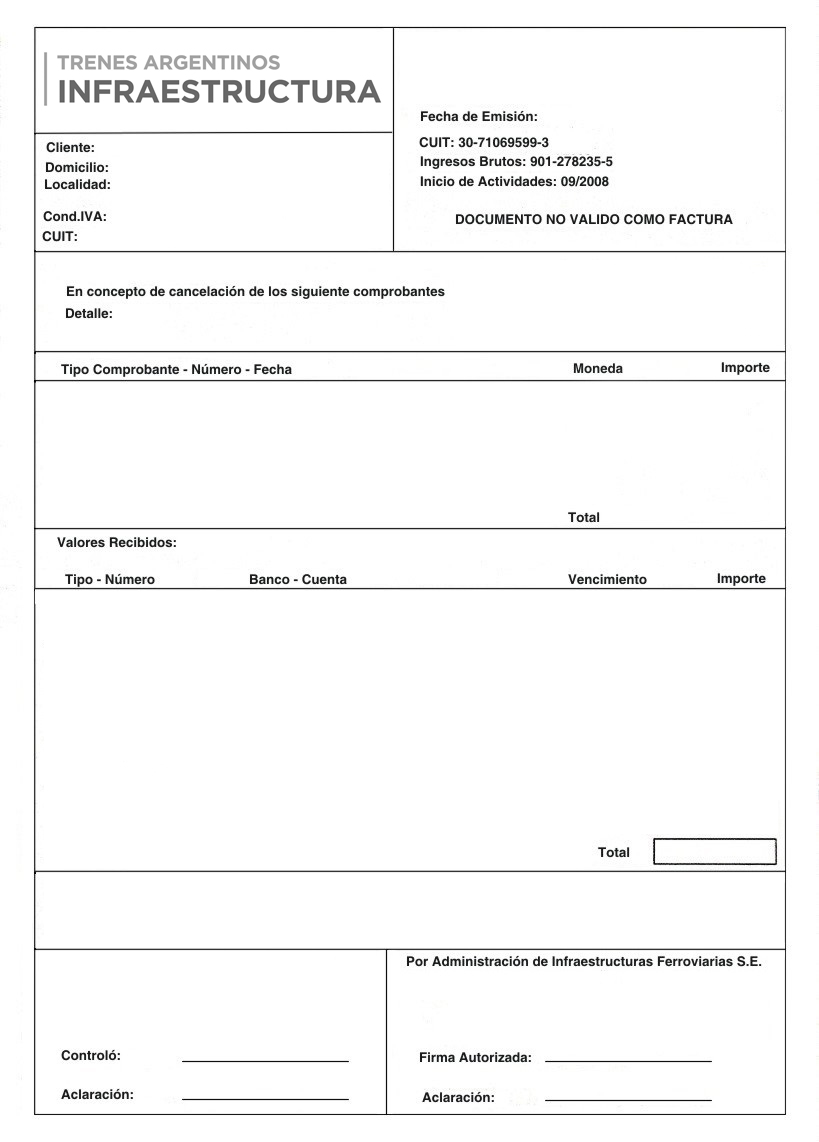 TRENES ARGENTINOS
INFRAESTRUCTURA
Cliente:
Domicilio:
Localidad:
Cond.IVA:
CUIT:
Fecha de Emisión:
CUIT: 30-71069599-3
Ingresos Brutos: 901-278235-5
Inicio de Actividades: 09/2008
DOCUMENTO NO VALIDO COMO FACTURA
En concepto de cancelación de los siguiente comprobantes
Detalle:
Tipo Comprobante - Número - Fecha Moneda Importe
Total
Valores Recibidos:
Tipo - Número Banco - Cuenta Vencimiento Importe
Total
Controló:
Aclaración:
Por Administración de Infraestructuras Ferroviarias S.E.
Firma Autorizada:
Aclaración: